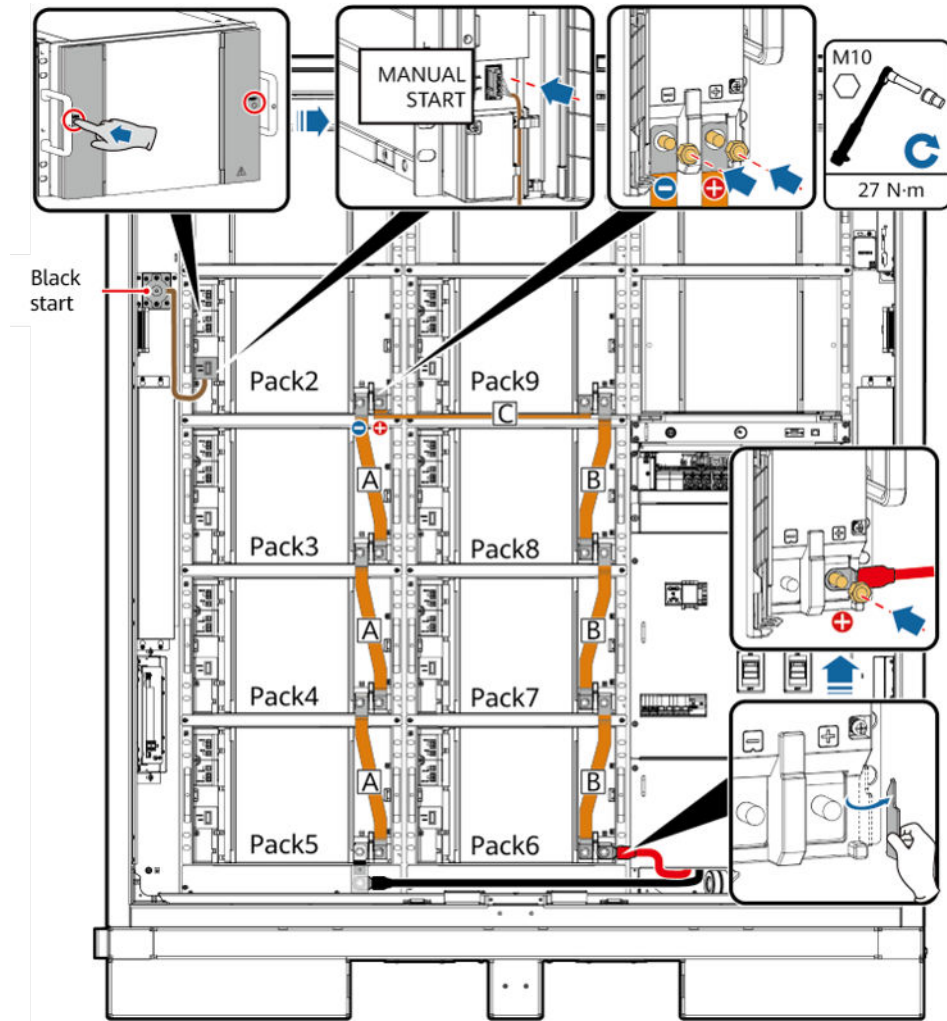 MANUAL
START
M10
27 N·m
Black
start
Pack2
Pack9
C
A
B
Pack3
Pack8
A
B
Pack4
Pack7
A
B
Pack5
Pack6